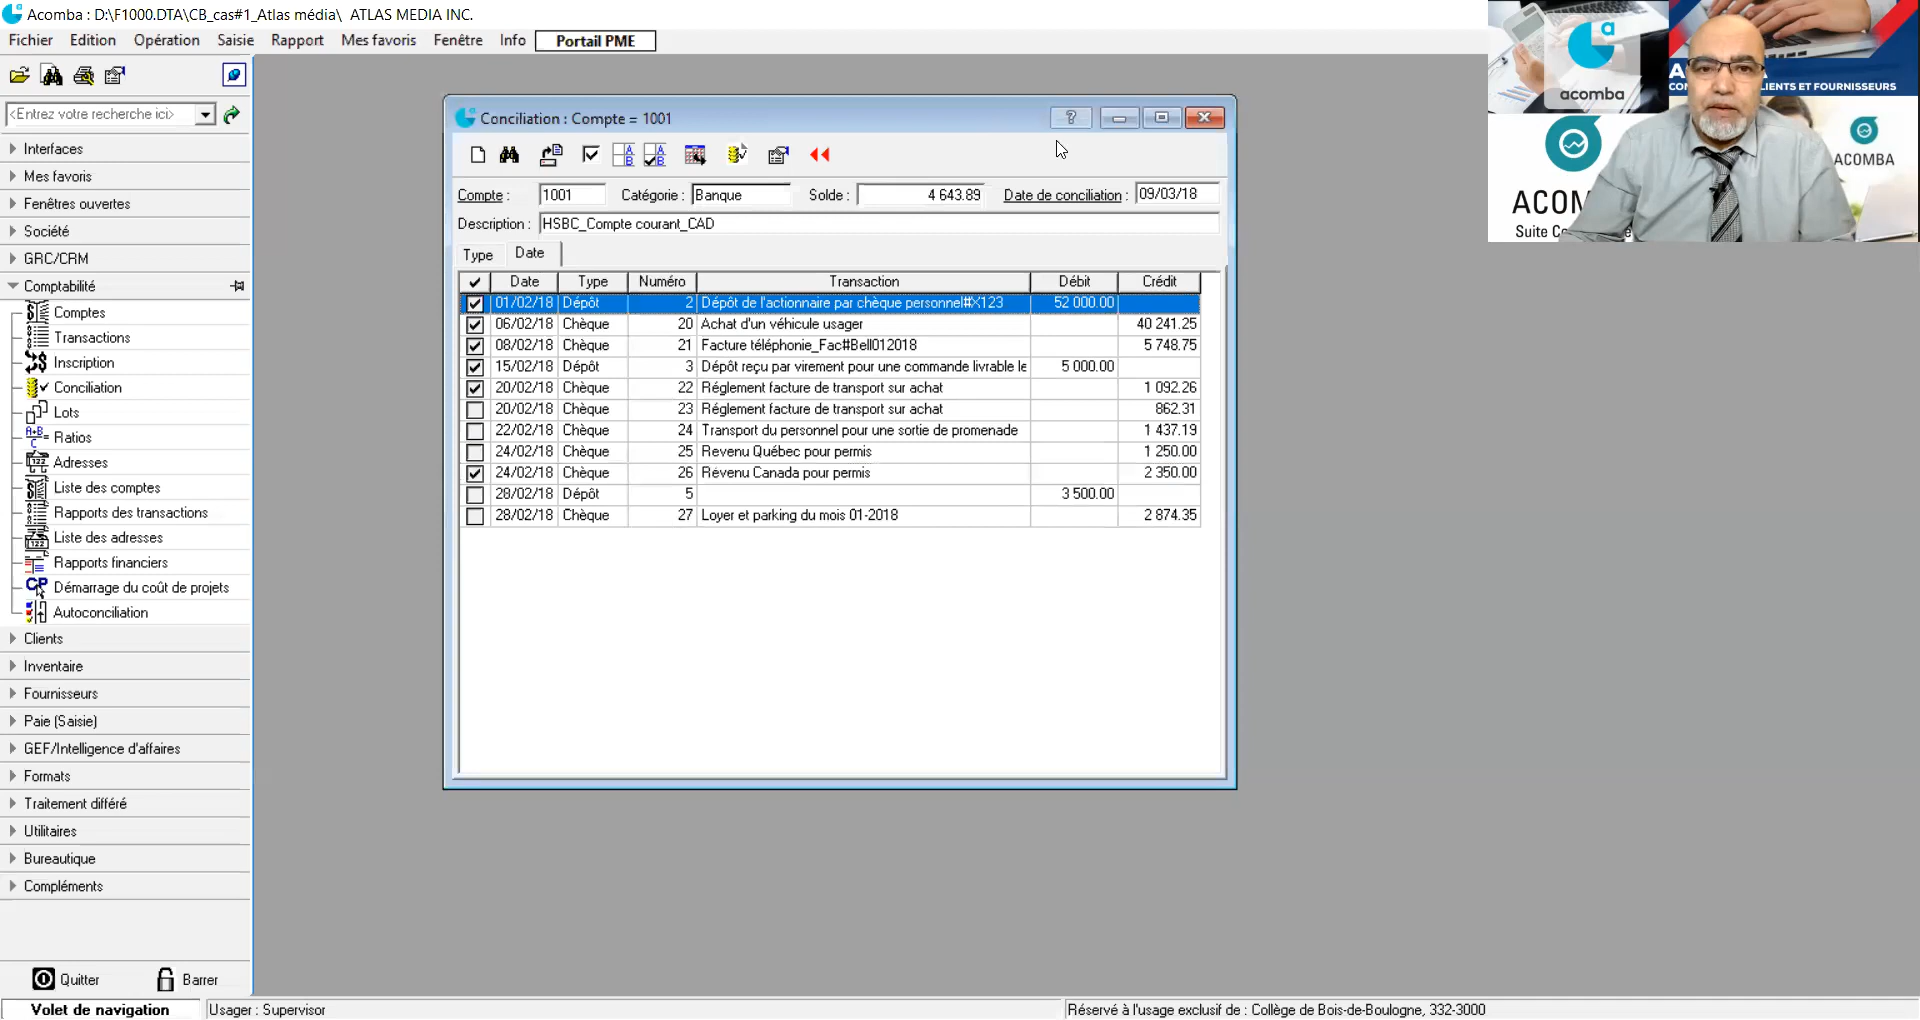 Acomba : D:\F1000.DTA\CB_cas#1_Atlas média\ ATLAS MEDIA INC.
Fichier Edition Opération Saisie Rapport Mes favoris Fenêtre Info Portail PME
<Entrez votre recherche ici>
Interfaces
Mes favoris
Fenêtres ouvertes
Société
GRC/CRM
Comptabilité
Comptes
Transactions
Inscription
Conciliation
Lots
Ratios
Adresses
Liste des comptes
Rapports des transactions
Liste des adresses
Rapports financiers
Démarrage du coût de projets
Autoconciliation
Clients
Inventaire
Fournisseurs
Paie (Saisie)
GEF/Intelligence d'affaires
Formats
Traitement différé
Utilitaires
Bureautique
Compléments
Quitter Barrer
Volet de navigation
Usager : Supervisor
Réservé à l'usage exclusif de : Collège de Bois-de-Boulogne, 332-3000
Conciliation : Compte = 1001
Compte : 1001 Catégorie : Banque Solde : 4 643.89 Date de conciliation : 09/03/18
Description : HSBC_Compte courant_CAD
Type Date
Date Type Numéro Transaction Débit Crédit
01/02/18 Dépôt 2 Dépôt de l'actionnaire par chèque personnel#X123 52 000.00
06/02/18 Chèque 20 Achat d'un véhicule usager 40 241.25
08/02/18 Chèque 21 Facture téléphonie_Fac#Bell012018 5 748.75
15/02/18 Dépôt 3 Dépôt reçu par virement pour une commande livrable le 5 000.00
20/02/18 Chèque 22 Réglement facture de transport sur achat 1 092.26
20/02/18 Chèque 23 Réglement facture de transport sur achat 862.31
22/02/18 Chèque 24 Transport du personnel pour une sortie de promenade 1 437.19
24/02/18 Chèque 25 Revenu Québec pour permis 1 250.00
24/02/18 Chèque 26 Revenu Canada pour permis 2 350.00
28/02/18 Dépôt 5 3 500.00
28/02/18 Chèque 27 Loyer et parking du mois 01-2018 2 874.35
acomba
IENTS ET FOURNISSEURS
ACOMBA
Suite